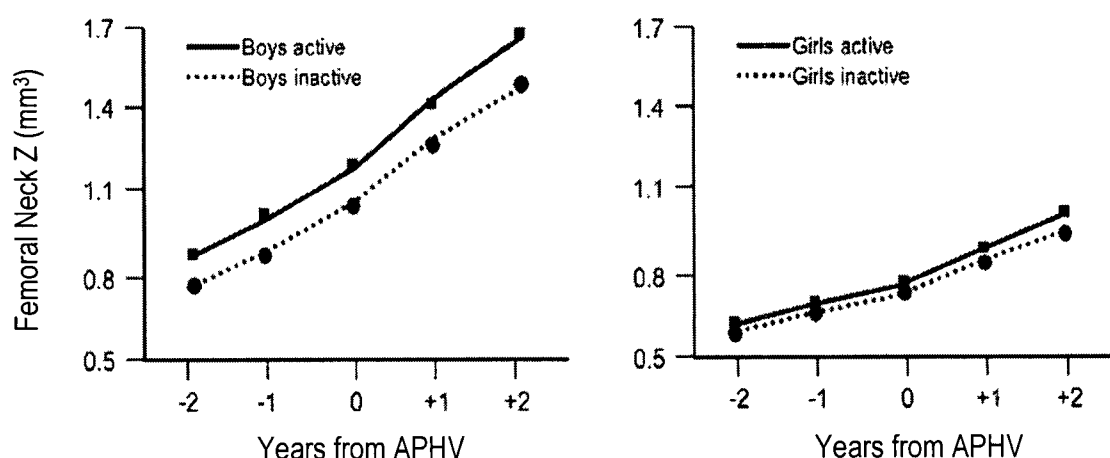 Femoral Neck Z (mm³)
1.7
1.4
1.1
0.8
0.5
Boys active
Boys inactive
-2 -1 0 +1 +2
Years from APHV
1.7
1.4
1.1
0.8
0.5
Girls active
Girls inactive
-2 -1 0 +1 +2
Years from APHV